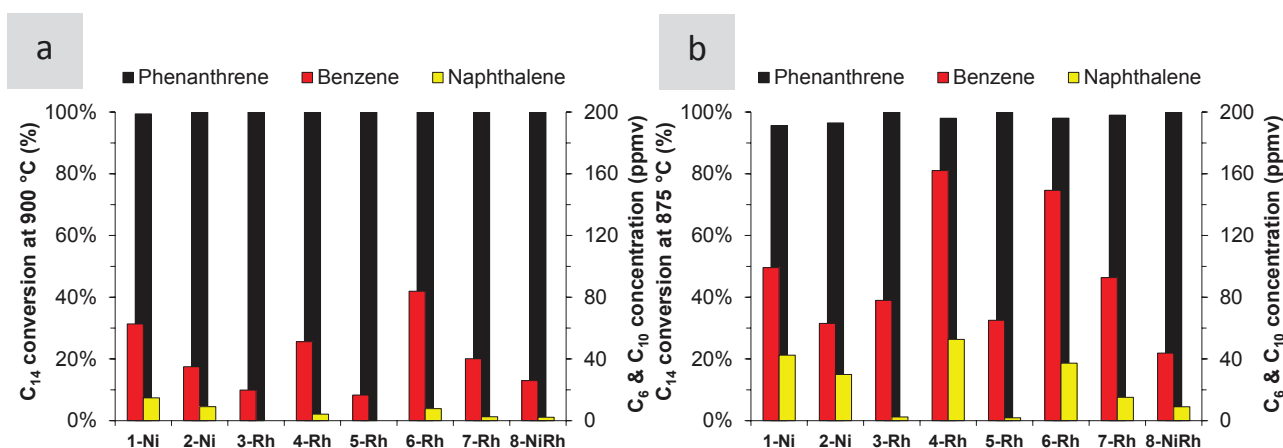 a
Phenanthrene Benzene Naphthalene
C14 conversion at 900 °C (%)
100%
80%
60%
40%
20%
0%
200
160
120
80
40
0
C6 & C10 concentration (ppmv)
1-Ni 2-Ni 3-Rh 4-Rh 5-Rh 6-Rh 7-Rh 8-NiRh
b
Phenanthrene Benzene Naphthalene
C14 conversion at 875 °C (%)
100%
80%
60%
40%
20%
0%
200
160
120
80
40
0
C6 & C10 concentration (ppmv)
1-Ni 2-Ni 3-Rh 4-Rh 5-Rh 6-Rh 7-Rh 8-NiRh